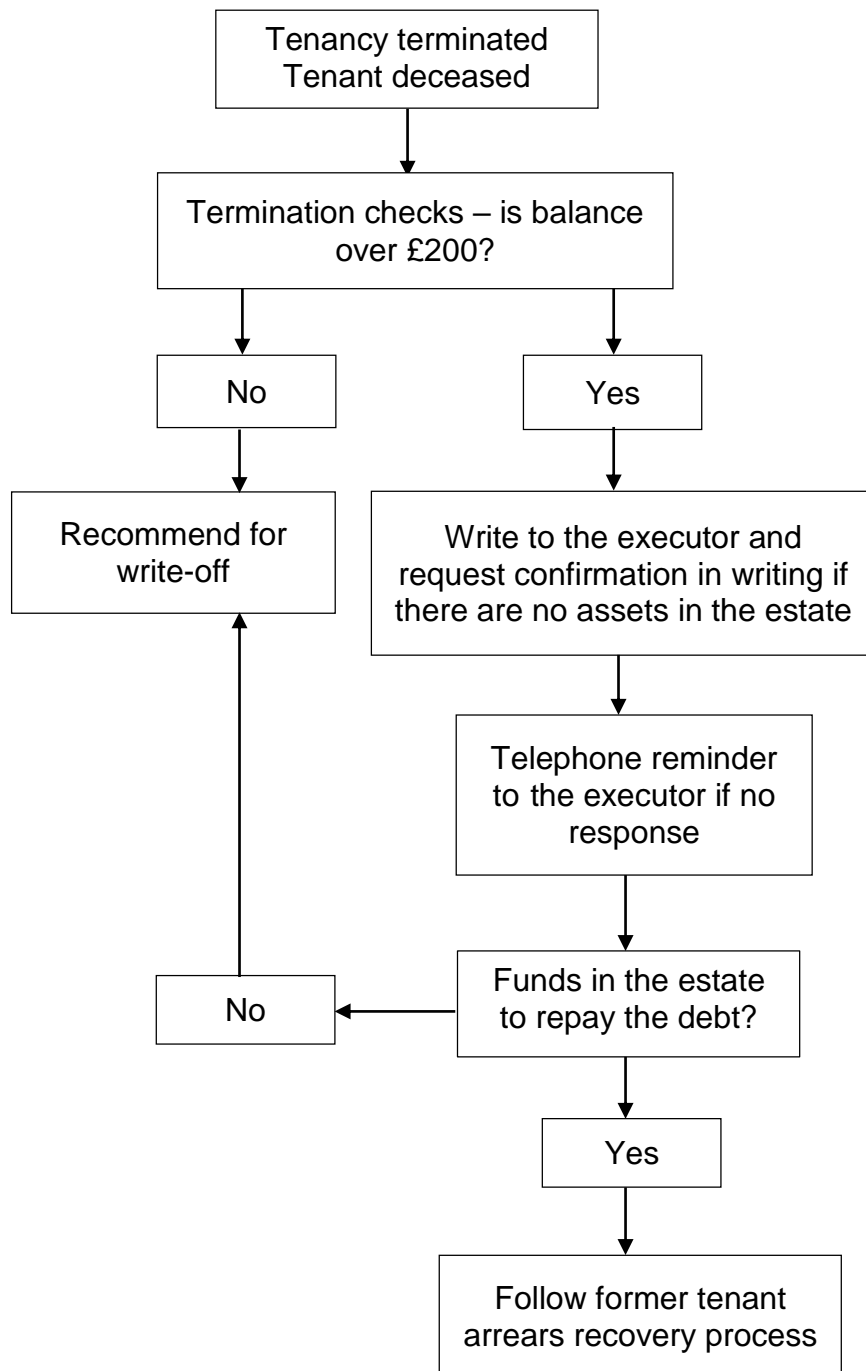 Tenancy terminated
Tenant deceased
Termination checks – is balance
over £200?
No
Yes
Recommend for
write-off
Write to the executor and
request confirmation in writing if
there are no assets in the estate
Telephone reminder
to the executor if no
response
No
Funds in the estate
to repay the debt?
Yes
Follow former tenant
arrears recovery process